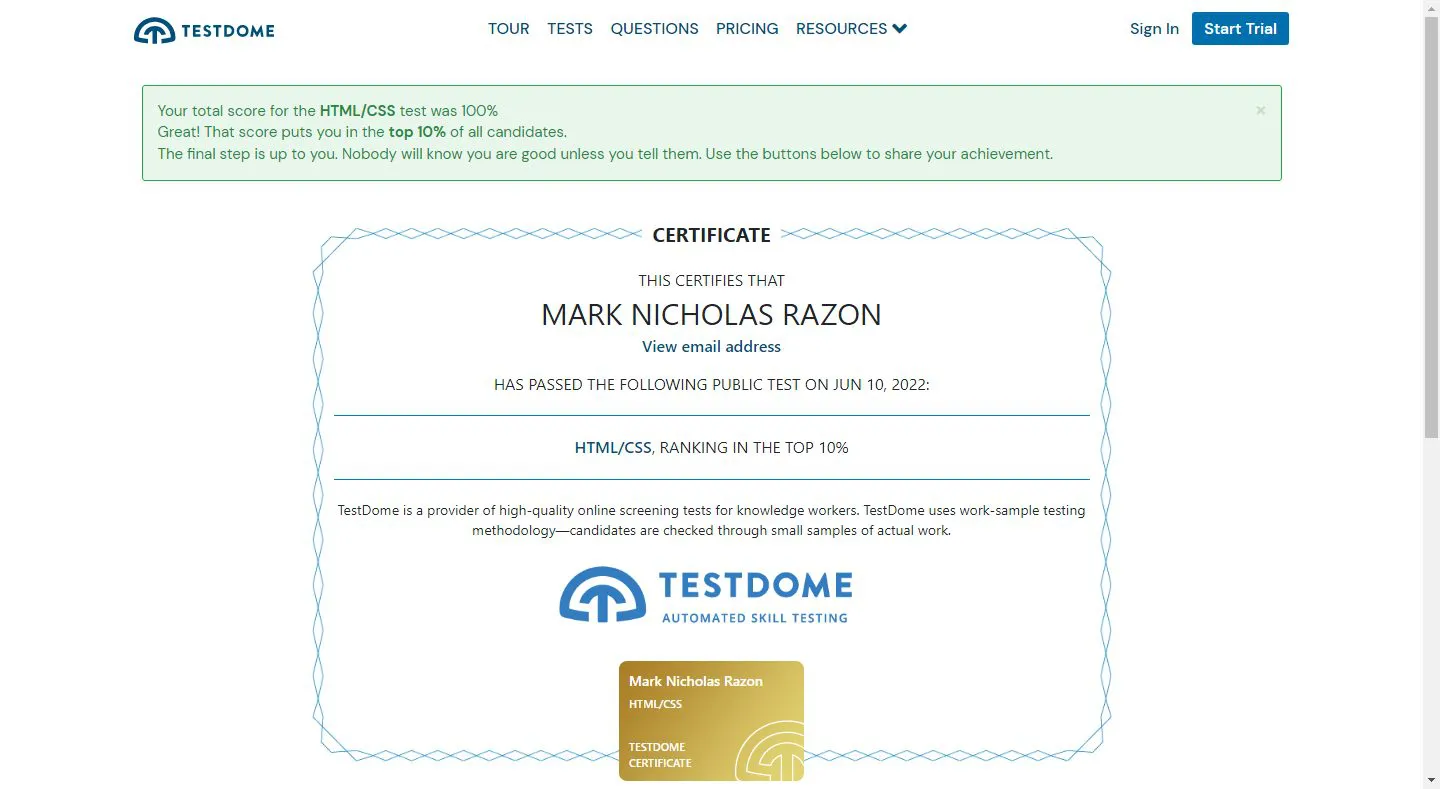 TESTDOME
TOUR TESTS QUESTIONS PRICING RESOURCES
Sign In Start Trial
Your total score for the HTML/CSS test was 100%
×
Great! That score puts you in the top 10% of all candidates.
The final step is up to you. Nobody will know you are good unless you tell them. Use the buttons below to share your achievement.
CERTIFICATE
THIS CERTIFIES THAT
MARK NICHOLAS RAZON
View email address
HAS PASSED THE FOLLOWING PUBLIC TEST ON JUN 10, 2022:
HTML/CSS, RANKING IN THE TOP 10%
TestDome is a provider of high-quality online screening tests for knowledge workers. TestDome uses work-sample testing
methodology—candidates are checked through small samples of actual work.
TESTDOME
AUTOMATED SKILL TESTING
Mark Nicholas Razon
HTML/CSS
TESTDOME
CERTIFICATE